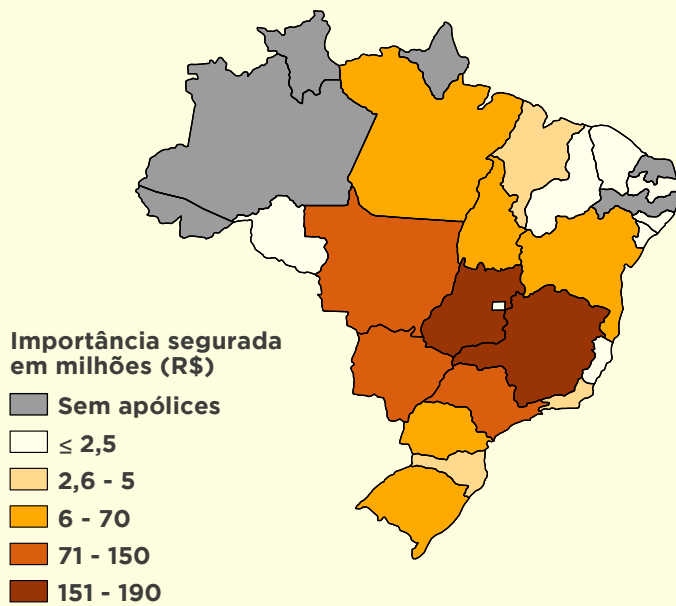 Importância segurada
em milhões (R$)
Sem apólices
≤ 2,5
2,6 - 5
6 - 70
71 - 150
151 - 190